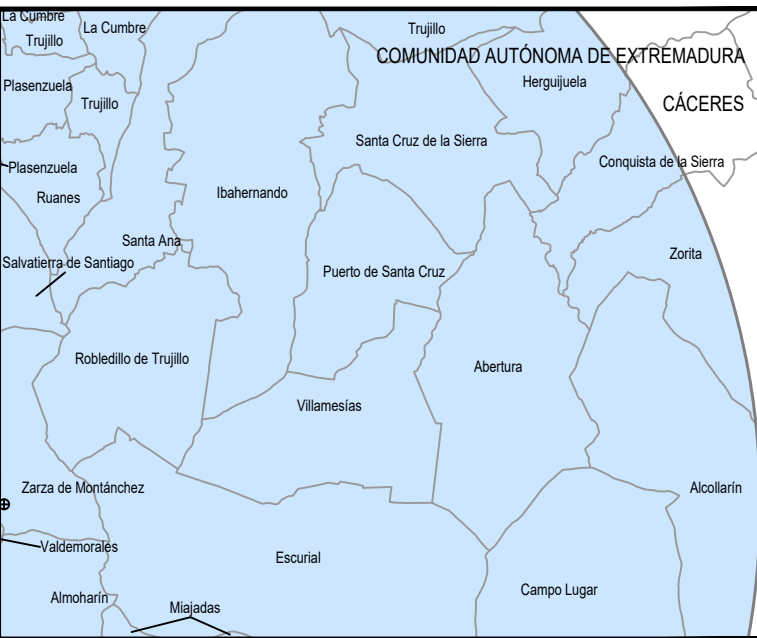 La Cumbre
Trujillo
La Cumbre
Trujillo
COMUNIDAD AUTÓNOMA DE EXTREMADURA
CÁCERES
Plasenzuela
Trujillo
Herguijuela
Santa Cruz de la Sierra
Conquista de la Sierra
Plasenzuela
Ruanes
Ibahernando
Santa Ana
Salvatierra de Santiago
Zorita
Puerto de Santa Cruz
Robledillo de Trujillo
Abertura
Villamesías
Zarza de Montánchez
Alcollarín
Valdemorales
Escurial
Almoharín
Miajadas
Campo Lugar